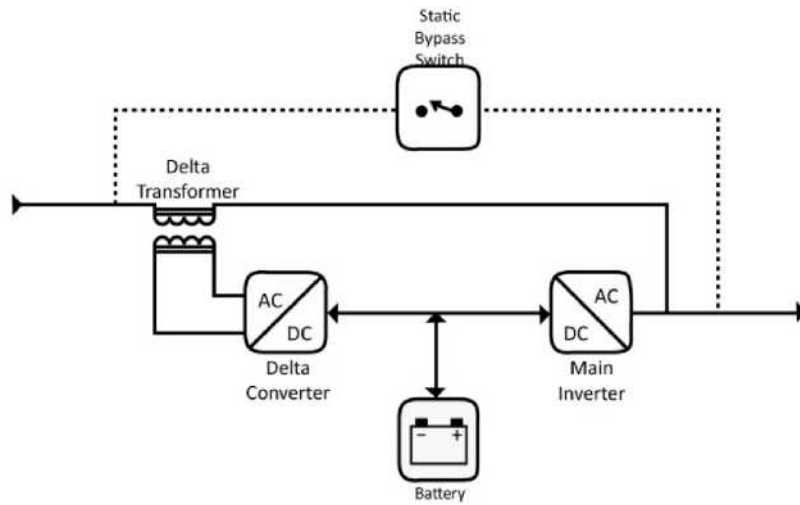 Static
Bypass
Switch
Delta
Transformer
AC
DC
Delta
Converter
AC
DC
Main
Inverter
- +
Battery